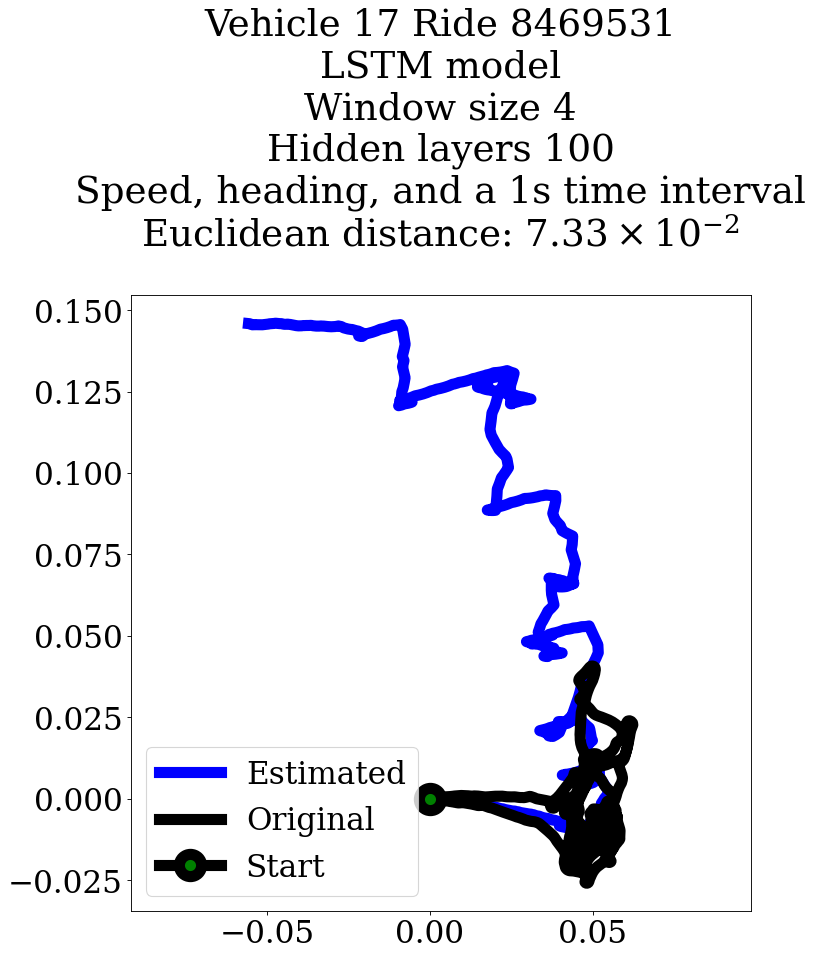 Vehicle 17 Ride 8469531
LSTM model
Window size 4
Hidden layers 100
Speed, heading, and a 1s time interval
Euclidean distance: 7.33 × 10⁻²
0.150
0.125
0.100
0.075
0.050
0.025
0.000
−0.025
Estimated
Original
Start
−0.05 0.00 0.05